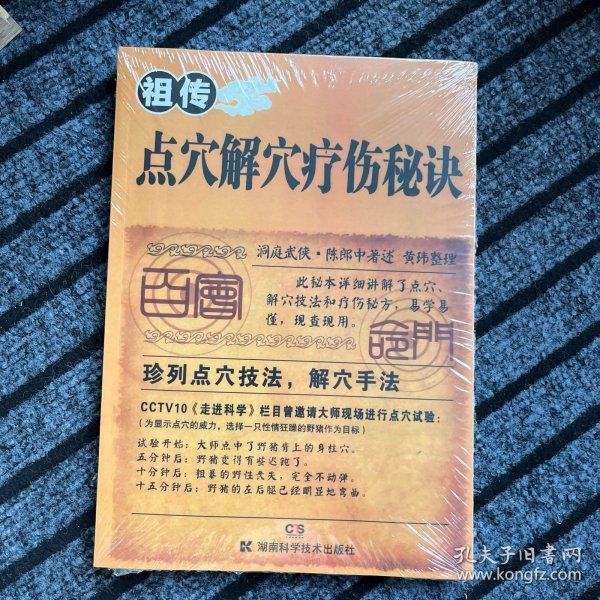 祖传
点穴解穴疗伤秘诀
洞庭武侠·陈郎中著述 黄玮整理
百會
此秘本详细讲解了点穴、
解穴技法和疗伤秘方，易学易
懂，现查现用。
命門
珍列点穴技法，解穴手法
CCTV10《走进科学》栏目曾邀请大师现场进行点穴试验：
（为显示点穴的威力，选择一只性情狂躁的野猪作为目标）
试验开始：大师点中了野猪背上的身柱穴。
五分钟后：野猪变得有些迟钝了。
十分钟后：粗暴的野性丧失，完全不动弹。
十五分钟后：野猪的左后腿已经明显地弯曲。
湖南科学技术出版社
孔夫子旧书网
www.kongfz.com